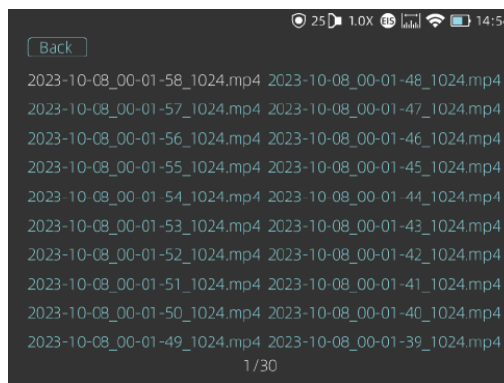 25 1.0X EIS 14:54
Back
2023-10-08_00-01-58_1024.mp4 2023-10-08_00-01-48_1024.mp4
2023-10-08_00-01-57_1024.mp4 2023-10-08_00-01-47_1024.mp4
2023-10-08_00-01-56_1024.mp4 2023-10-08_00-01-46_1024.mp4
2023-10-08_00-01-55_1024.mp4 2023-10-08_00-01-45_1024.mp4
2023-10-08_00-01-54_1024.mp4 2023-10-08_00-01-44_1024.mp4
2023-10-08_00-01-53_1024.mp4 2023-10-08_00-01-43_1024.mp4
2023-10-08_00-01-52_1024.mp4 2023-10-08_00-01-42_1024.mp4
2023-10-08_00-01-51_1024.mp4 2023-10-08_00-01-41_1024.mp4
2023-10-08_00-01-50_1024.mp4 2023-10-08_00-01-40_1024.mp4
2023-10-08_00-01-49_1024.mp4 2023-10-08_00-01-39_1024.mp4
1/30